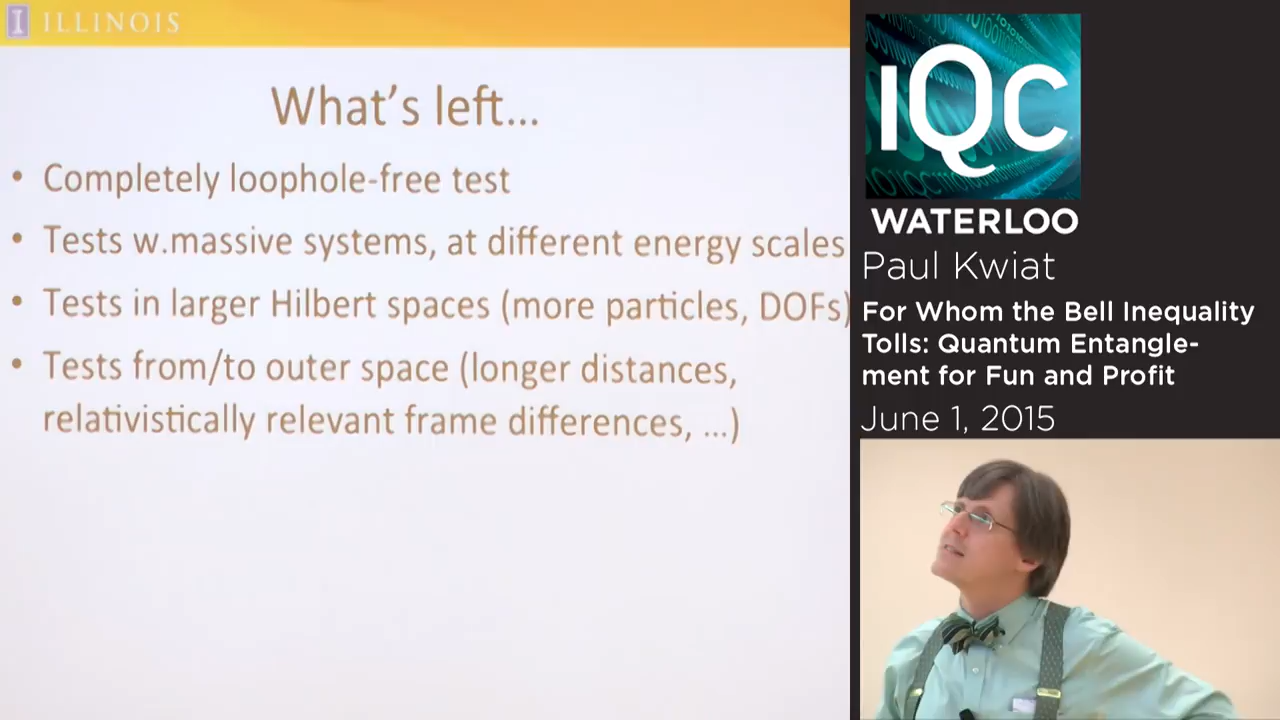 ILLINOIS
What's left...
• Completely loophole-free test
• Tests w.massive systems, at different energy scales
• Tests in larger Hilbert spaces (more particles, DOFs)
• Tests from/to outer space (longer distances,
relativistically relevant frame differences, ...)
IQC
WATERLOO
Paul Kwiat
For Whom the Bell Inequality
Tolls: Quantum Entangle-
ment for Fun and Profit
June 1, 2015